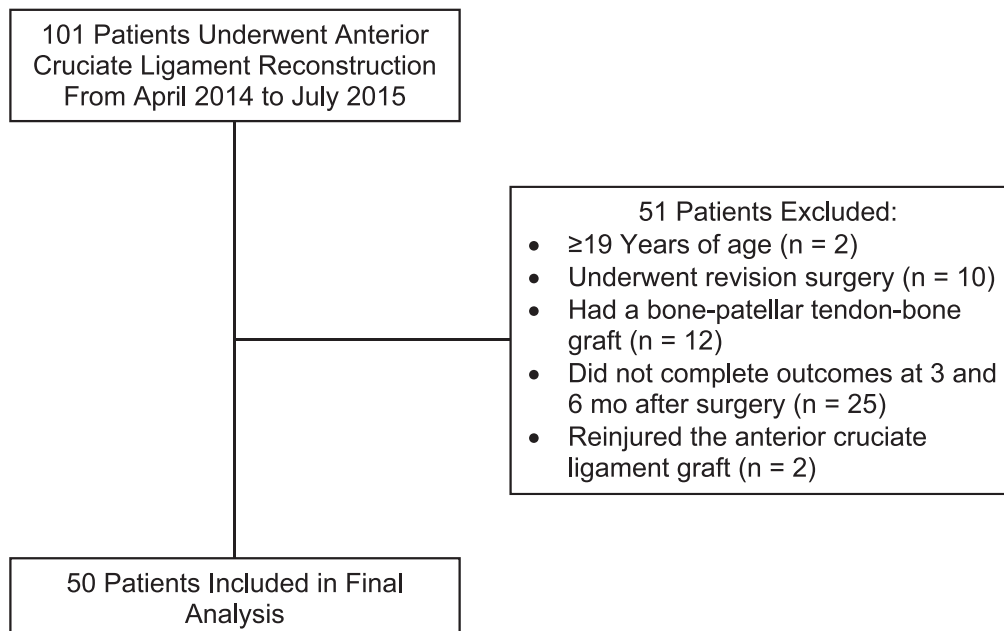 101 Patients Underwent Anterior
Cruciate Ligament Reconstruction
From April 2014 to July 2015
51 Patients Excluded:
• ≥19 Years of age (n = 2)
• Underwent revision surgery (n = 10)
• Had a bone-patellar tendon-bone
graft (n = 12)
• Did not complete outcomes at 3 and
6 mo after surgery (n = 25)
• Reinjured the anterior cruciate
ligament graft (n = 2)
50 Patients Included in Final
Analysis